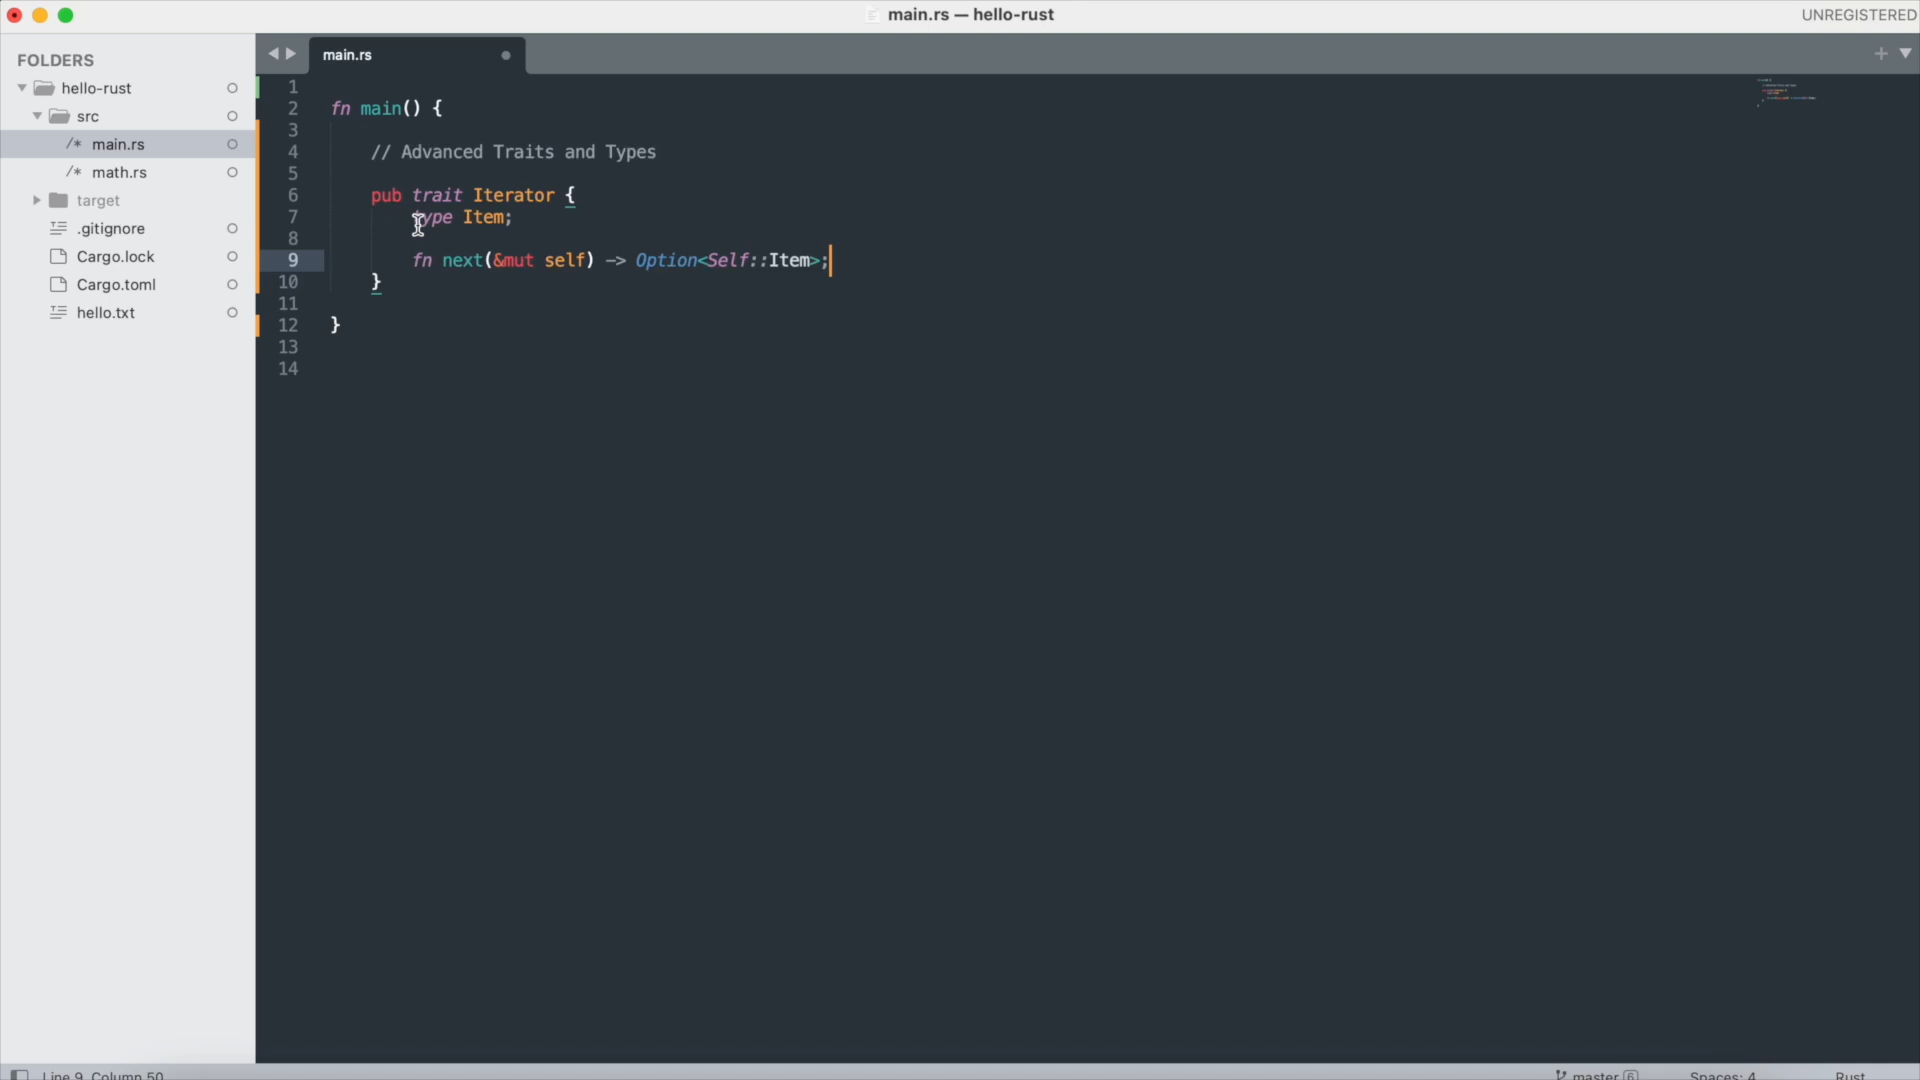 main.rs — hello-rust
UNREGISTERED
FOLDERS
hello-rust
src
/* main.rs
/* math.rs
target
.gitignore
Cargo.lock
Cargo.toml
hello.txt
main.rs
1
2 fn main() {
3
4 // Advanced Traits and Types
5
6 pub trait Iterator {
7 type Item;
8
9 fn next(&mut self) -> Option<Self::Item>;
10 }
11
12 }
13
14
Line 9, Column 50
master 6
Spaces: 4
Rust